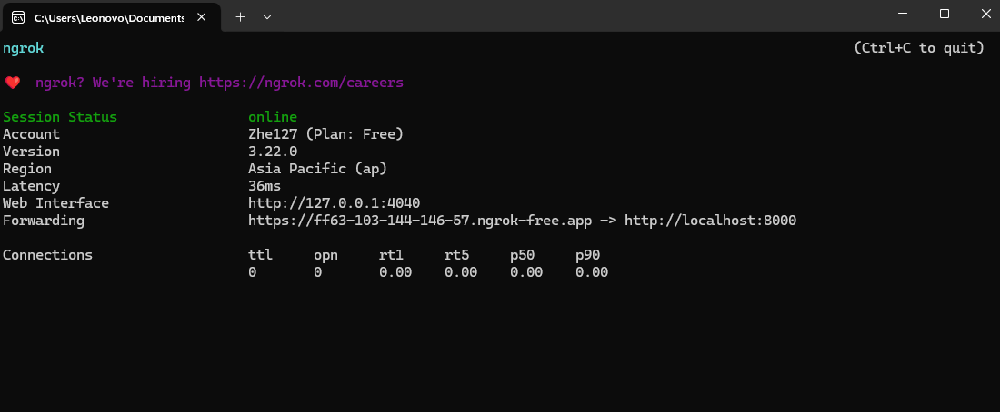 C:\Users\Leonovo\Documents
ngrok (Ctrl+C to quit)
❤️ ngrok? We're hiring https://ngrok.com/careers
Session Status online
Account Zhe127 (Plan: Free)
Version 3.22.0
Region Asia Pacific (ap)
Latency 36ms
Web Interface http://127.0.0.1:4040
Forwarding https://ff63-103-144-146-57.ngrok-free.app -> http://localhost:8000
Connections ttl opn rt1 rt5 p50 p90
0 0 0.00 0.00 0.00 0.00